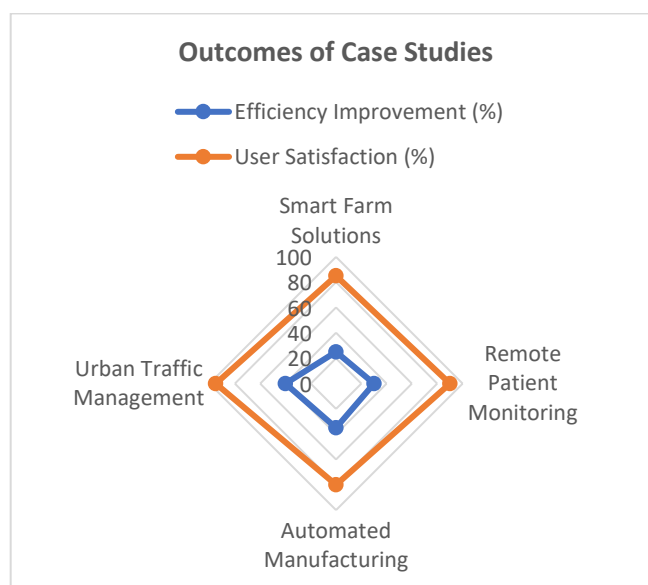 Outcomes of Case Studies
Efficiency Improvement (%)
User Satisfaction (%)
Smart Farm
Solutions
100
80
60
40
20
0
Remote
Patient
Monitoring
Urban Traffic
Management
Automated
Manufacturing